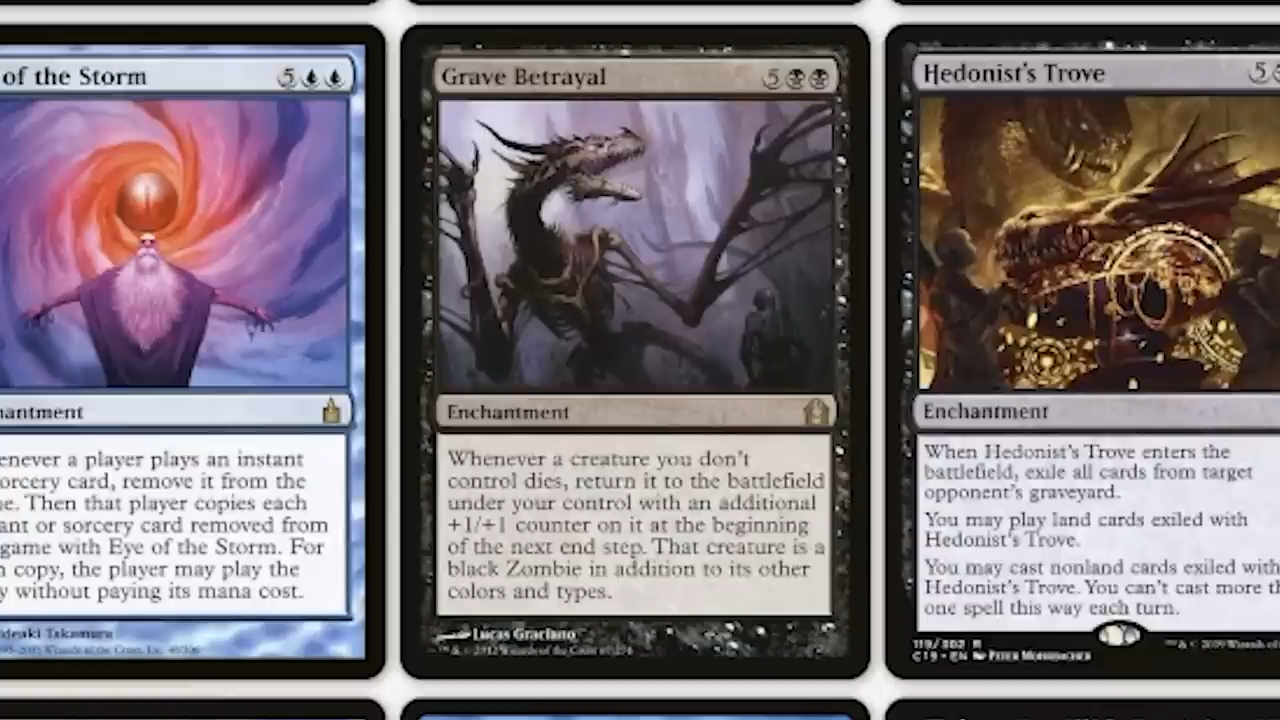 of the Storm
5
enever a player plays an instant
orcery card, remove it from the
e. Then that player copies each
ant or sorcery card removed from
game with Eye of the Storm. For
copy, the player may play the
y without paying its mana cost.
Grave Betrayal
5
Enchantment
Whenever a creature you don't
control dies, return it to the battlefield
under your control with an additional
+1/+1 counter on it at the beginning
of the next end step. That creature is a
black Zombie in addition to its other
colors and types.
Lucas Graciano
Hedonist's Trove
5
Enchantment
When Hedonist's Trove enters the
battlefield, exile all cards from target
opponent's graveyard.
You may play land cards exiled with
Hedonist's Trove.
You may cast nonland cards exiled with
Hedonist's Trove. You can't cast more th
one spell this way each turn.
119/302 R
C19 • EN